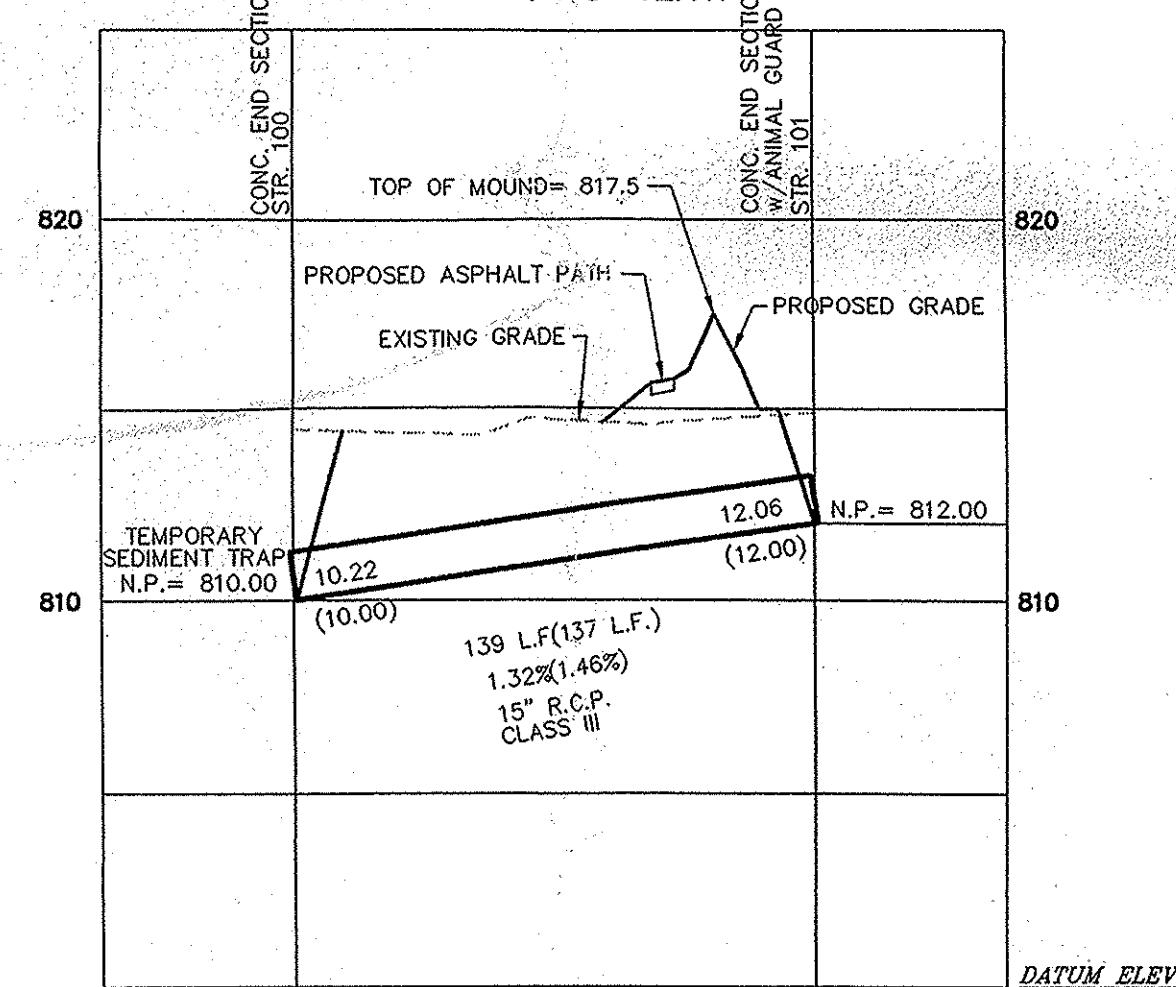 CONC. END SECTIO
STR. 100
CONC. END SECTIO
w/ANIMAL GUARD
STR. 101
TOP OF MOUND= 817.5
820
820
PROPOSED ASPHALT PATH
PROPOSED GRADE
EXISTING GRADE
12.06
N.P.= 812.00
TEMPORARY
SEDIMENT TRAP
N.P.= 810.00
10.22
(12.00)
810
(10.00)
810
139 L.F(137 L.F.)
1.32%(1.46%)
15" R.C.P.
CLASS III
DATUM ELEV